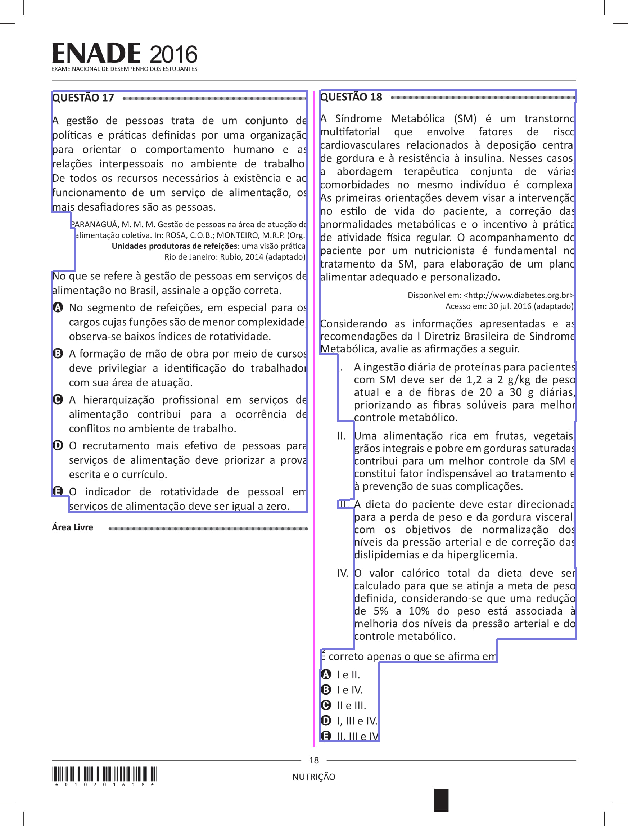 ENADE 2016
EXAME NACIONAL DE DESEMPENHO DOS ESTUDANTES
QUESTÃO 17
A gestão de pessoas trata de um conjunto de
políticas e práticas definidas por uma organização
para orientar o comportamento humano e as
relações interpessoais no ambiente de trabalho.
De todos os recursos necessários à existência e ao
funcionamento de um serviço de alimentação, os
mais desafiadores são as pessoas.
PARANAGUÁ, M. M. M. Gestão de pessoas na área de atuação de
alimentação coletiva. In: ROSA, C.O.B.; MONTEIRO, M.R.P. (Org.)
Unidades produtoras de refeições: uma visão prática.
Rio de Janeiro: Rubio, 2014 (adaptado)
No que se refere à gestão de pessoas em serviços de
alimentação no Brasil, assinale a opção correta.
A No segmento de refeições, em especial para os
cargos cujas funções são de menor complexidade,
observa-se baixos índices de rotatividade.
B A formação de mão de obra por meio de cursos
deve privilegiar a identificação do trabalhador
com sua área de atuação.
C A hierarquização profissional em serviços de
alimentação contribui para a ocorrência de
conflitos no ambiente de trabalho.
D O recrutamento mais efetivo de pessoas para
serviços de alimentação deve priorizar a prova
escrita e o currículo.
E O indicador de rotatividade de pessoal em
serviços de alimentação deve ser igual a zero.
Área Livre
QUESTÃO 18
A Síndrome Metabólica (SM) é um transtorno
multifatorial que envolve fatores de risco
cardiovasculares relacionados à deposição central
de gordura e à resistência à insulina. Nesses casos,
a abordagem terapêutica conjunta de várias
comorbidades no mesmo indivíduo é complexa.
As primeiras orientações devem visar a intervenção
no estilo de vida do paciente, a correção das
anormalidades metabólicas e o incentivo à prática
de atividade física regular. O acompanhamento do
paciente por um nutricionista é fundamental no
tratamento da SM, para elaboração de um plano
alimentar adequado e personalizado.
Disponível em: <http://www.diabetes.org.br>
Acesso em: 30 jul. 2016 (adaptado)
Considerando as informações apresentadas e as
recomendações da I Diretriz Brasileira de Síndrome
Metabólica, avalie as afirmações a seguir.
I. A ingestão diária de proteínas para pacientes
com SM deve ser de 1,2 a 2 g/kg de peso
atual e a de fibras de 20 a 30 g diárias,
priorizando as fibras solúveis para melhor
controle metabólico.
II. Uma alimentação rica em frutas, vegetais,
grãos integrais e pobre em gorduras saturadas
contribui para um melhor controle da SM e
constitui fator indispensável ao tratamento e
à prevenção de suas complicações.
III. A dieta do paciente deve estar direcionada
para a perda de peso e da gordura visceral,
com os objetivos de normalização dos
níveis da pressão arterial e de correção das
dislipidemias e da hiperglicemia.
IV. O valor calórico total da dieta deve ser
calculado para que se atinja a meta de peso
definida, considerando-se que uma redução
de 5% a 10% do peso está associada à
melhoria dos níveis da pressão arterial e do
controle metabólico.
É correto apenas o que se afirma em
A I e II.
B I e IV.
C II e III.
D I, III e IV.
E II, III e IV.
18
NUTRIÇÃO